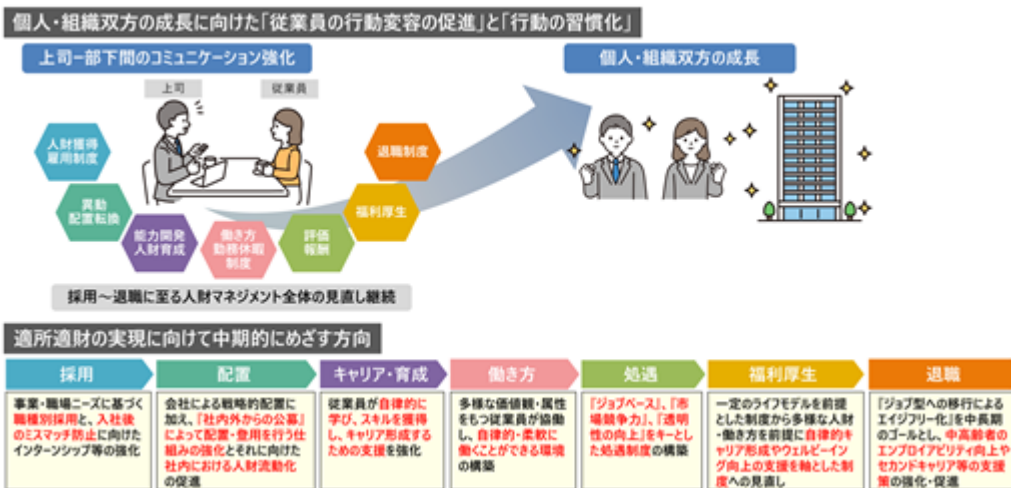 個人・組織双方の成長に向けた「従業員の行動変容の促進」と「行動の習慣化」
上司ー部下間のコミュニケーション強化
個人・組織双方の成長
上司
従業員
人財獲得
雇用制度
異動
配置転換
能力開発
人財育成
働き方
勤務休暇
制度
評価
報酬
福利厚生
退職制度
採用～退職に至る人財マネジメント全体の見直し継続
適所適財の実現に向けて中期的にめざす方向
採用
事業・職場ニーズに基づく
職種別採用と、入社後
のミスマッチ防止に向けた
インターンシップ等の強化
配置
会社による戦略的配置に
加え、「社内外からの公募」
によって配置・登用を行う仕
組みの強化とそれに向けた
社内における人財流動化
の促進
キャリア・育成
従業員が自律的に
学び、スキルを獲得
し、キャリア形成する
ための支援を強化
働き方
多様な価値観・属性
をもつ従業員が協働
し、自律的・柔軟に
働くことができる環境
の構築
処遇
「ジョブベース」、「市
場競争力」、「透明
性の向上」をキーとし
た処遇制度の構築
福利厚生
一定のライフモデルを前提
とした制度から多様な人財
・働き方を前提に自律的キ
ャリア形成やウェルビーイン
グ向上の支援を軸とした制
度への見直し
退職
「ジョブ型への移行による
エイジフリー化」を中長期
のゴールとし、中高齢者の
エンプロイアビリティ向上や
セカンドキャリア等の支援
策の強化・促進